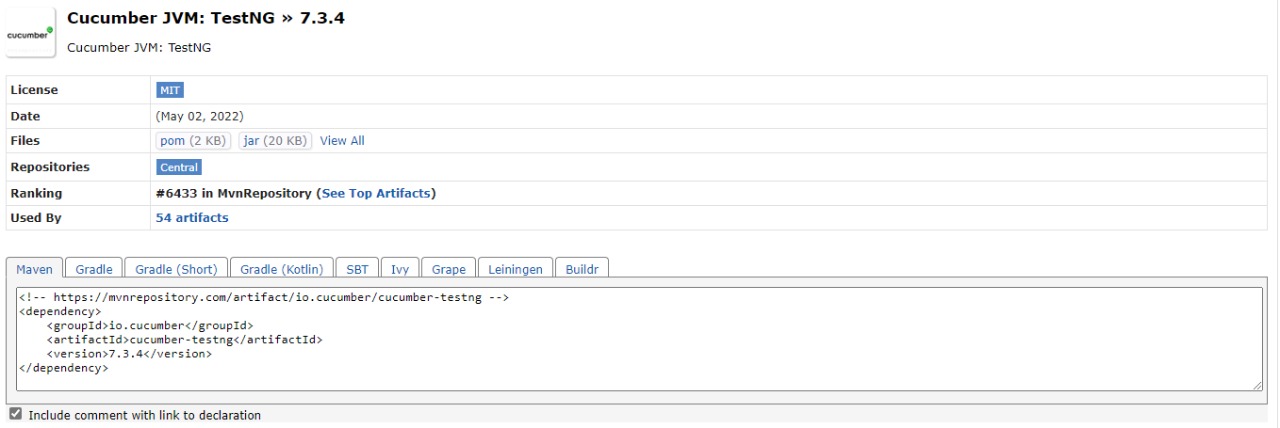 cucumber
Cucumber JVM: TestNG » 7.3.4
Cucumber JVM: TestNG
License MIT
Date (May 02, 2022)
Files pom (2 KB) jar (20 KB) View All
Repositories Central
Ranking #6433 in MvnRepository (See Top Artifacts)
Used By 54 artifacts
Maven Gradle Gradle (Short) Gradle (Kotlin) SBT Ivy Grape Leiningen Buildr
<!-- https://mvnrepository.com/artifact/io.cucumber/cucumber-testng -->
<dependency>
    <groupId>io.cucumber</groupId>
    <artifactId>cucumber-testng</artifactId>
    <version>7.3.4</version>
</dependency>
Include comment with link to declaration